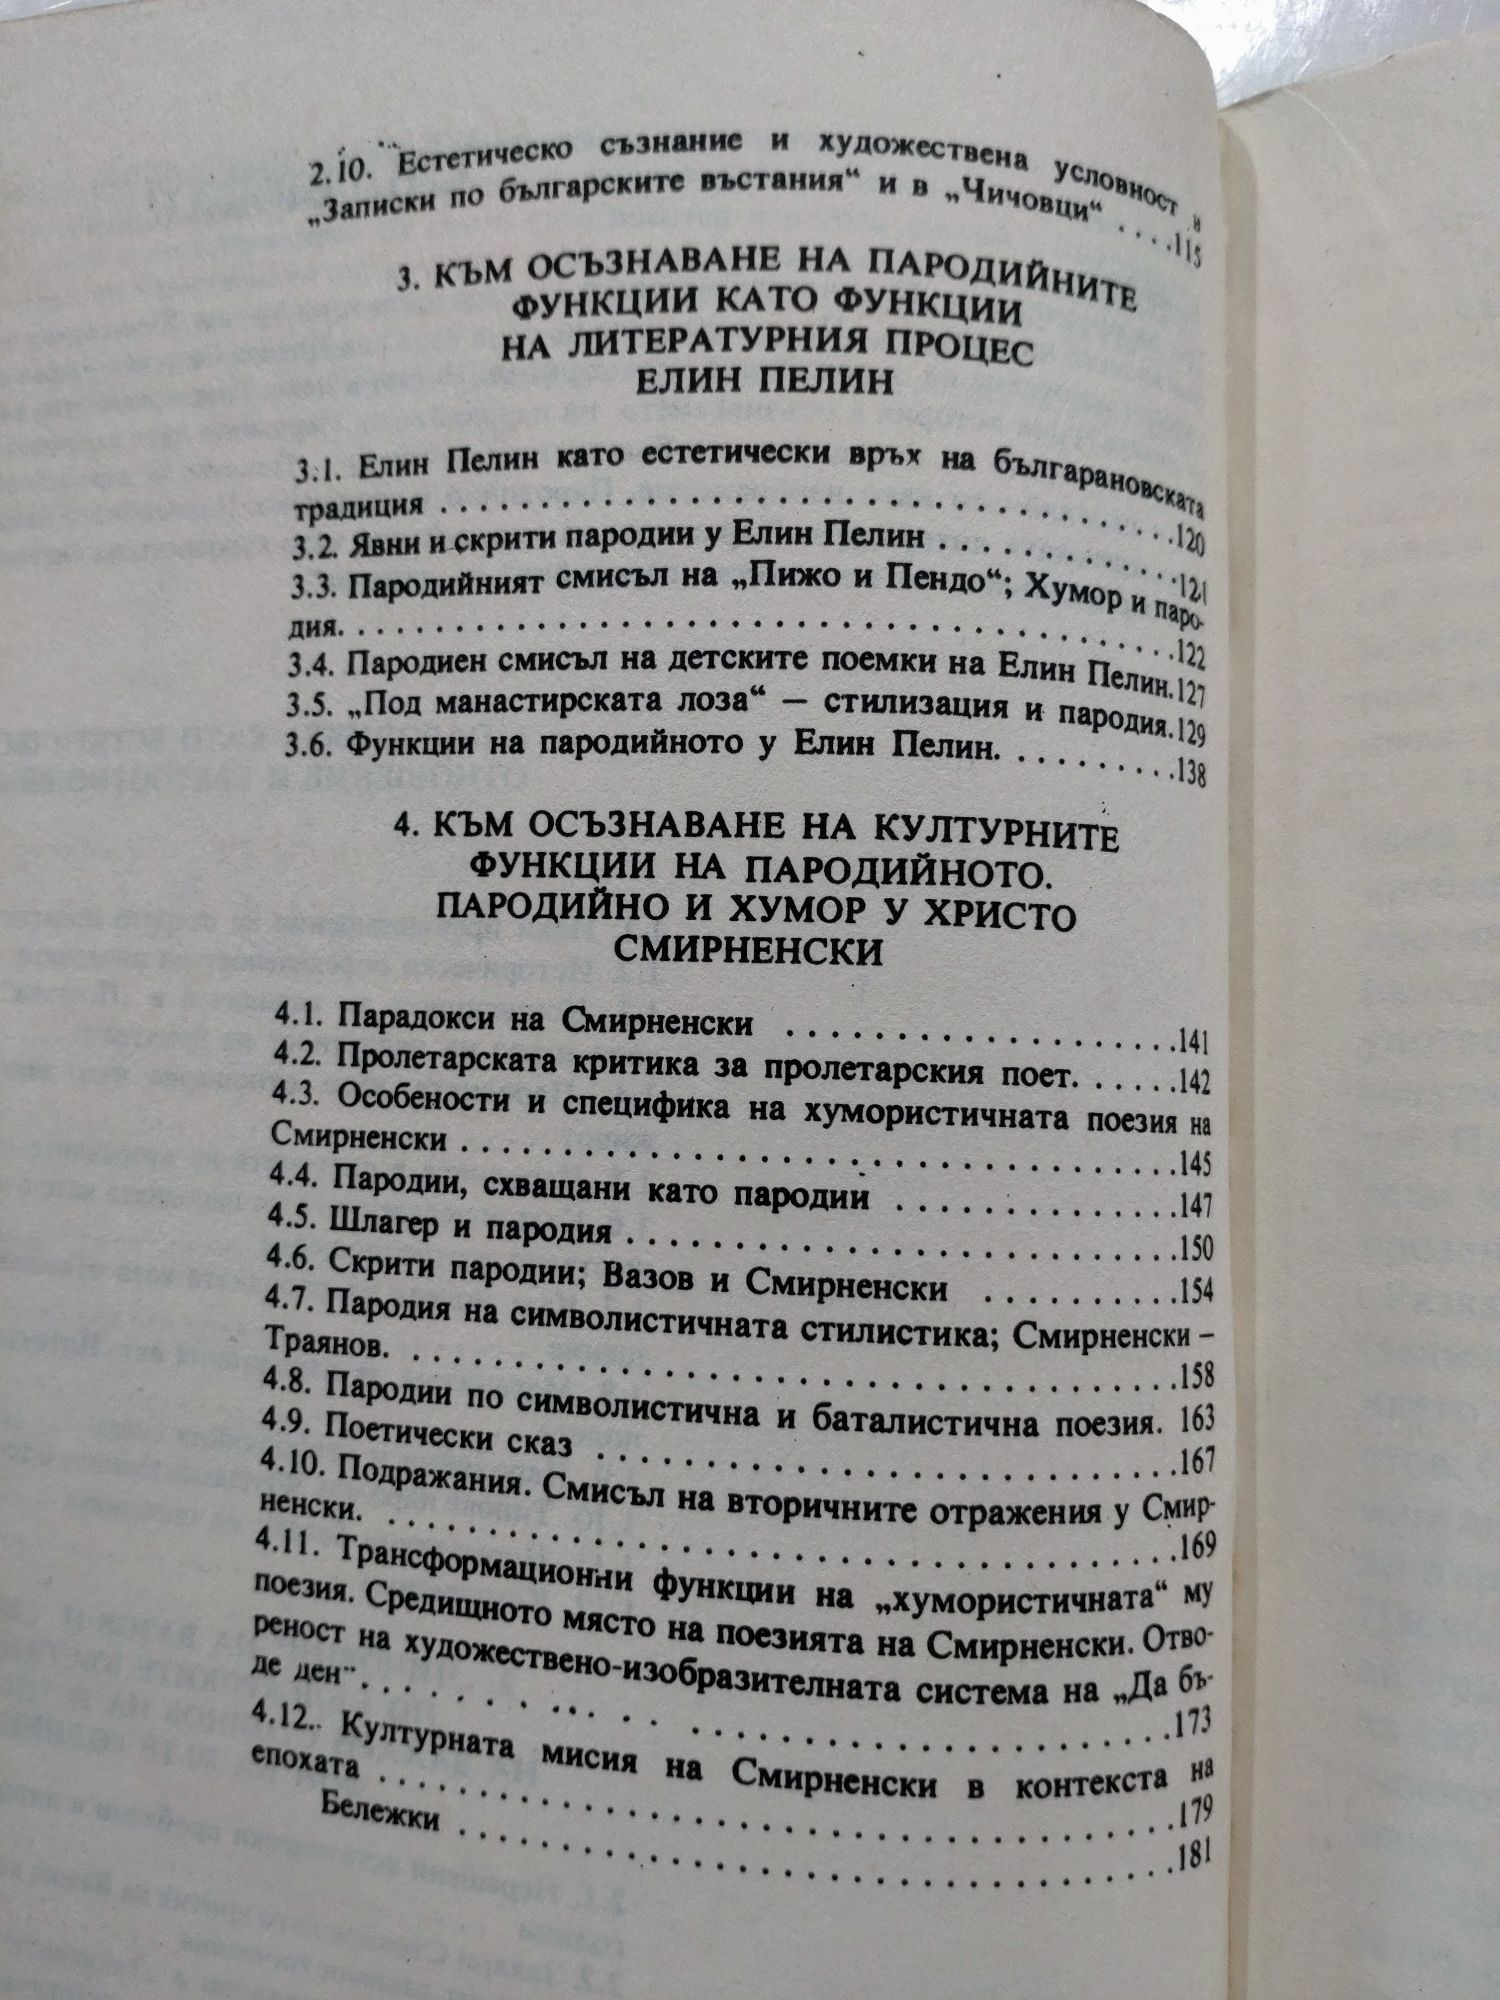 2.10. Естетическо съзнание и художествена условност в
„Записки по българските въстания“ и в „Чичовци“ . . . .115
3. КЪМ ОСЪЗНАВАНЕ НА ПАРОДИЙНИТЕ
ФУНКЦИИ КАТО ФУНКЦИИ
НА ЛИТЕРАТУРНИЯ ПРОЦЕС
ЕЛИН ПЕЛИН
3.1. Елин Пелин като естетически връх на българановската
традиция . . . . . . . . . . . . . . . . . . . . . . . . . . . . . .120
3.2. Явни и скрити пародии у Елин Пелин . . . . . . . . . . .121
3.3. Пародийният смисъл на „Пижо и Пендо“; Хумор и паро-
дия. . . . . . . . . . . . . . . . . . . . . . . . . . . . . . . . .122
3.4. Пародиен смисъл на детските поемки на Елин Пелин.127
3.5. „Под манастирската лоза“ – стилизация и пародия.129
3.6. Функции на пародийното у Елин Пелин. . . . . . . . . .138
4. КЪМ ОСЪЗНАВАНЕ НА КУЛТУРНИТЕ
ФУНКЦИИ НА ПАРОДИЙНОТО.
ПАРОДИЙНО И ХУМОР У ХРИСТО
СМИРНЕНСКИ
4.1. Парадокси на Смирненски . . . . . . . . . . . . . . .141
4.2. Пролетарската критика за пролетарския поет. . . . . .142
4.3. Особености и специфика на хумористичната поезия на
Смирненски . . . . . . . . . . . . . . . . . . . . . . . . . . .145
4.4. Пародии, схващани като пародии . . . . . . . . . . .147
4.5. Шлагер и пародия . . . . . . . . . . . . . . . . . . . . .150
4.6. Скрити пародии; Вазов и Смирненски . . . . . . . .154
4.7. Пародия на символистичната стилистика; Смирненски –
Траянов. . . . . . . . . . . . . . . . . . . . . . . . . . . . . .158
4.8. Пародии по символистична и баталистична поезия. 163
4.9. Поетически сказ . . . . . . . . . . . . . . . . . . . . . .167
4.10. Подражания. Смисъл на вторичните отражения у Смир-
ненски. . . . . . . . . . . . . . . . . . . . . . . . . . . . . . .169
4.11. Трансформационни функции на „хумористичната“ му
поезия. Средищното място на поезията на Смирненски. Отво-
реност на художествено-изобразителната система на „Да бъ-
де ден“. . . . . . . . . . . . . . . . . . . . . . . . . . . . . . .173
4.12. Културната мисия на Смирненски в контекста на
епохата . . . . . . . . . . . . . . . . . . . . . . . . . . . . . .179
Бележки . . . . . . . . . . . . . . . . . . . . . . . . . . .181